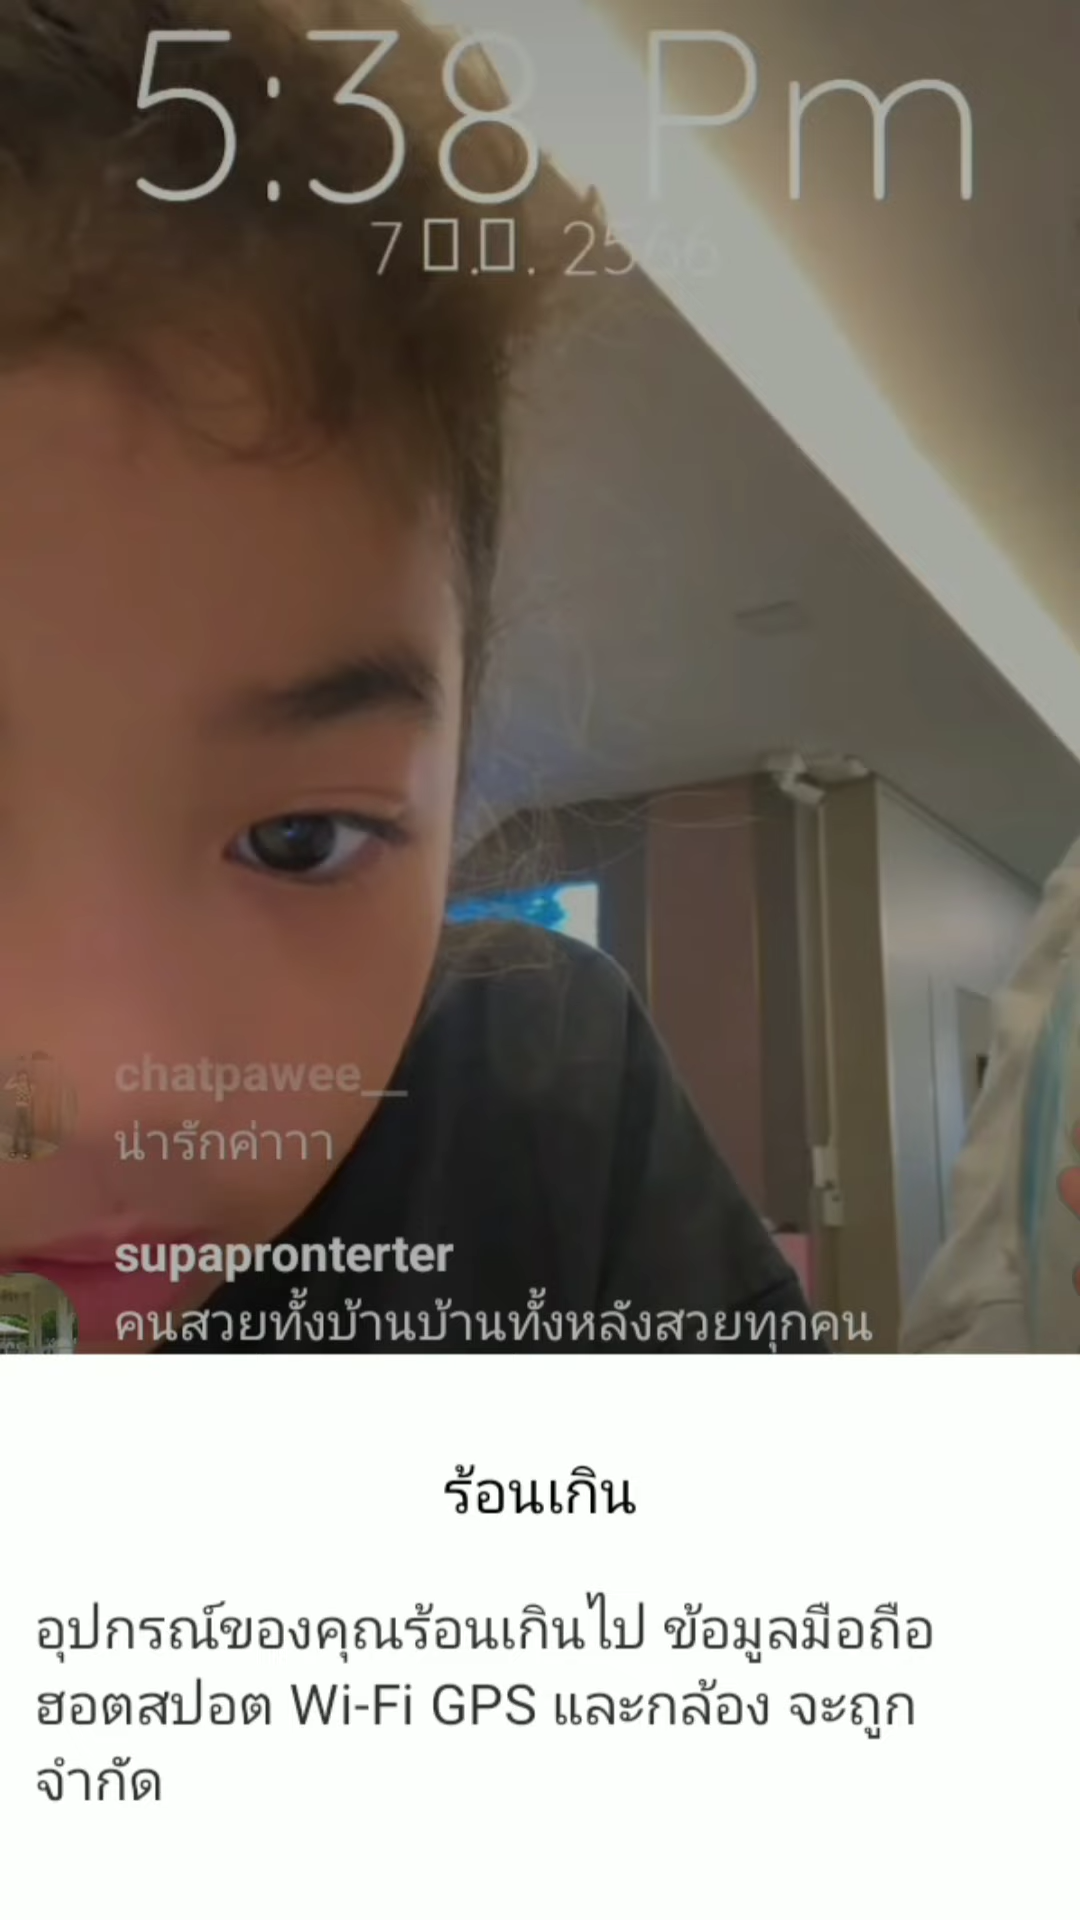 5:38 Pm
7 . . 2566
chatpawee__
น่ารักค่าาา
supapronterter
คนสวยทั้งบ้านบ้านทั้งหลังสวยทุกคน
ร้อนเกิน
อุปกรณ์ของคุณร้อนเกินไป ข้อมูลมือถือ
ฮอตสปอต Wi-Fi GPS และกล้อง จะถูก
จำกัด